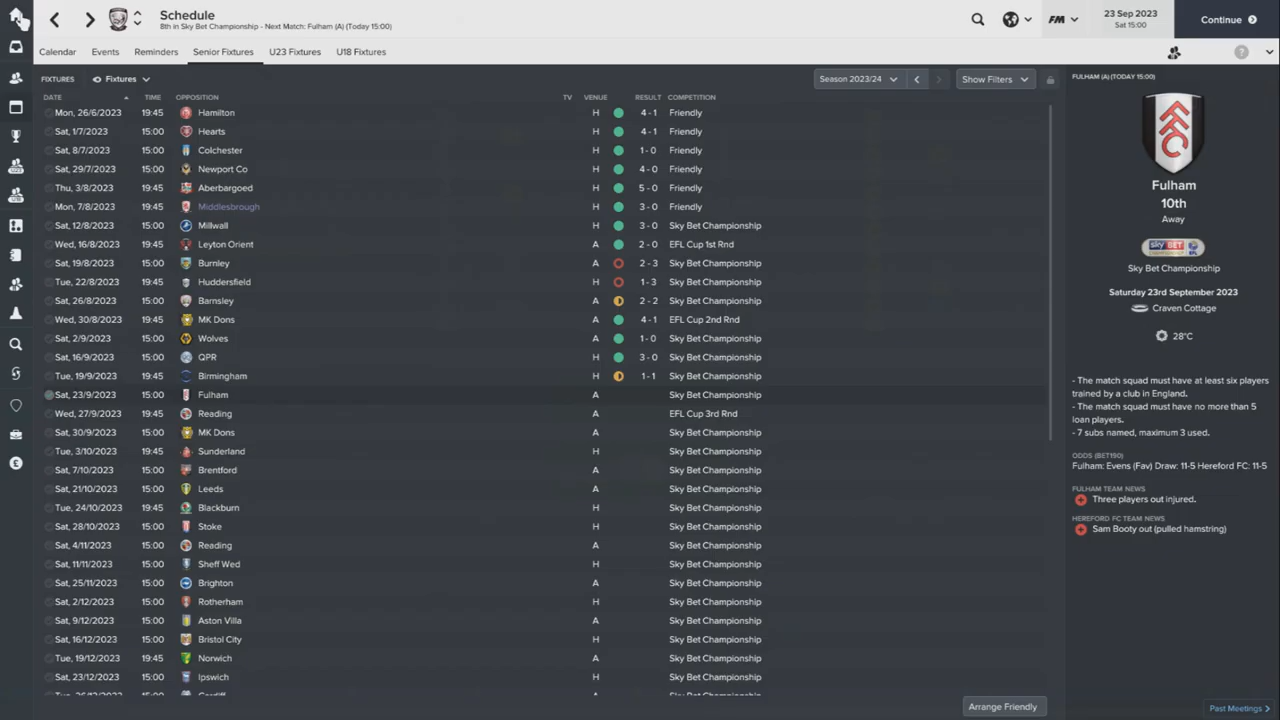 Schedule
8th in Sky Bet Championship - Next Match: Fulham (A) (Today 15:00)
FM
23 Sep 2023
Sat 15:00
Continue
Calendar Events Reminders Senior Fixtures U23 Fixtures U18 Fixtures
FIXTURES Fixtures Season 2023/24 Show Filters
DATE TIME OPPOSITION TV VENUE RESULT COMPETITION
Mon, 26/6/2023 19:45 Hamilton H 4 - 1 Friendly
Sat, 1/7/2023 15:00 Hearts H 4 - 1 Friendly
Sat, 8/7/2023 15:00 Colchester H 1 - 0 Friendly
Sat, 29/7/2023 15:00 Newport Co H 4 - 0 Friendly
Thu, 3/8/2023 19:45 Aberbargoed H 5 - 0 Friendly
Mon, 7/8/2023 19:45 Middlesbrough H 3 - 0 Friendly
Sat, 12/8/2023 15:00 Millwall H 3 - 0 Sky Bet Championship
Wed, 16/8/2023 19:45 Leyton Orient A 2 - 0 EFL Cup 1st Rnd
Sat, 19/8/2023 15:00 Burnley A 2 - 3 Sky Bet Championship
Tue, 22/8/2023 19:45 Huddersfield H 1 - 3 Sky Bet Championship
Sat, 26/8/2023 15:00 Barnsley A 2 - 2 Sky Bet Championship
Wed, 30/8/2023 19:45 MK Dons A 4 - 1 EFL Cup 2nd Rnd
Sat, 2/9/2023 15:00 Wolves A 1 - 0 Sky Bet Championship
Sat, 16/9/2023 15:00 QPR H 3 - 0 Sky Bet Championship
Tue, 19/9/2023 19:45 Birmingham H 1 - 1 Sky Bet Championship
Sat, 23/9/2023 15:00 Fulham A Sky Bet Championship
Wed, 27/9/2023 19:45 Reading A EFL Cup 3rd Rnd
Sat, 30/9/2023 15:00 MK Dons A Sky Bet Championship
Tue, 3/10/2023 19:45 Sunderland H Sky Bet Championship
Sat, 7/10/2023 15:00 Brentford A Sky Bet Championship
Sat, 21/10/2023 15:00 Leeds A Sky Bet Championship
Tue, 24/10/2023 19:45 Blackburn H Sky Bet Championship
Sat, 28/10/2023 15:00 Stoke H Sky Bet Championship
Sat, 4/11/2023 15:00 Reading A Sky Bet Championship
Sat, 11/11/2023 15:00 Sheff Wed H Sky Bet Championship
Sat, 25/11/2023 15:00 Brighton A Sky Bet Championship
Sat, 2/12/2023 15:00 Rotherham H Sky Bet Championship
Sat, 9/12/2023 15:00 Aston Villa A Sky Bet Championship
Sat, 16/12/2023 15:00 Bristol City H Sky Bet Championship
Tue, 19/12/2023 19:45 Norwich A Sky Bet Championship
Sat, 23/12/2023 15:00 Ipswich H Sky Bet Championship
Tue, 26/12/2023 15:00 Cardiff A Sky Bet Championship
Arrange Friendly
FULHAM (A) (TODAY 15:00)
FFC
Fulham
10th
Away
sky BET
EFL
Sky Bet Championship
Saturday 23rd September 2023
Craven Cottage
28°C
- The match squad must have at least six players
trained by a club in England.
- The match squad must have no more than 5
loan players.
- 7 subs named, maximum 3 used.
ODDS (BET150)
Fulham: Evens (Fav) Draw: 11-5 Hereford FC: 11-5
FULHAM TEAM NEWS
Three players out injured.
HEREFORD FC TEAM NEWS
Sam Booty out (pulled hamstring)
Past Meetings